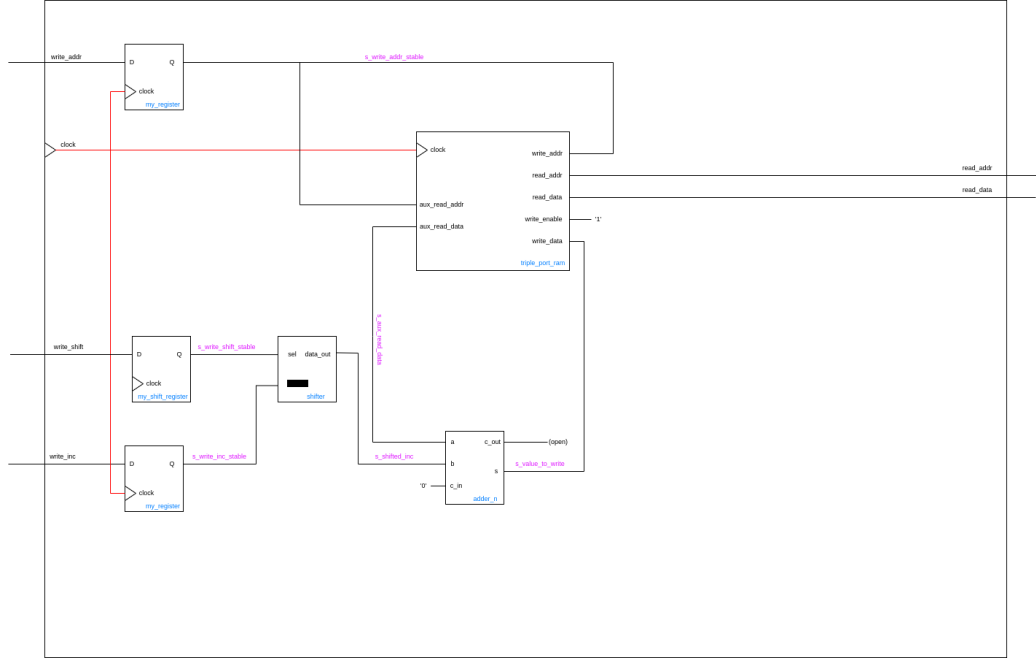 write_addr
D
Q
clock
my_register
s_write_addr_stable
clock
clock
write_addr
read_addr
read_data
write_enable
'1'
write_data
aux_read_addr
aux_read_data
triple_port_ram
read_addr
read_data
s_aux_read_data
write_shift
D
Q
clock
my_shift_register
s_write_shift_stable
sel
data_out
shifter
write_inc
D
Q
clock
my_register
s_write_inc_stable
s_shifted_inc
a
c_out
(open)
b
s
'0'
c_in
adder_n
s_value_to_write